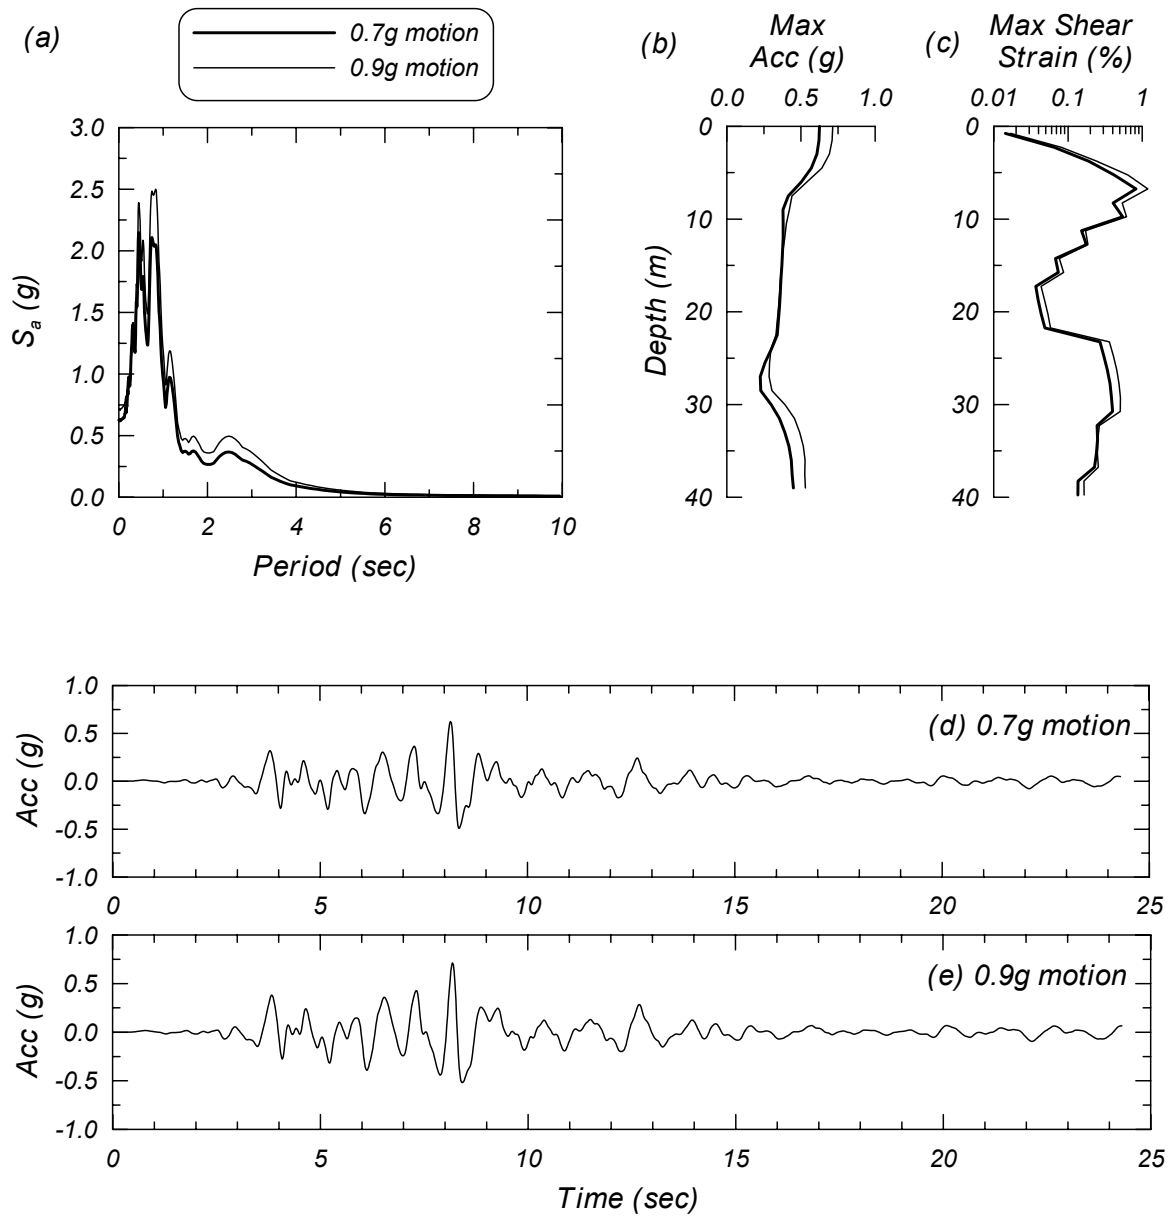 (a)
0.7g motion
0.9g motion
(b)
Max
Acc (g)
(c)
Max Shear
Strain (%)
0.0 0.5 1.0
0.01 0.1 1
3.0
2.5
2.0
1.5
1.0
0.5
0.0
S_a (g)
0 2 4 6 8 10
Period (sec)
0
10
20
30
40
Depth (m)
0
10
20
30
40
1.0
0.5
0.0
-0.5
-1.0
Acc (g)
(d) 0.7g motion
0 5 10 15 20 25
1.0
0.5
0.0
-0.5
-1.0
Acc (g)
(e) 0.9g motion
0 5 10 15 20 25
Time (sec)